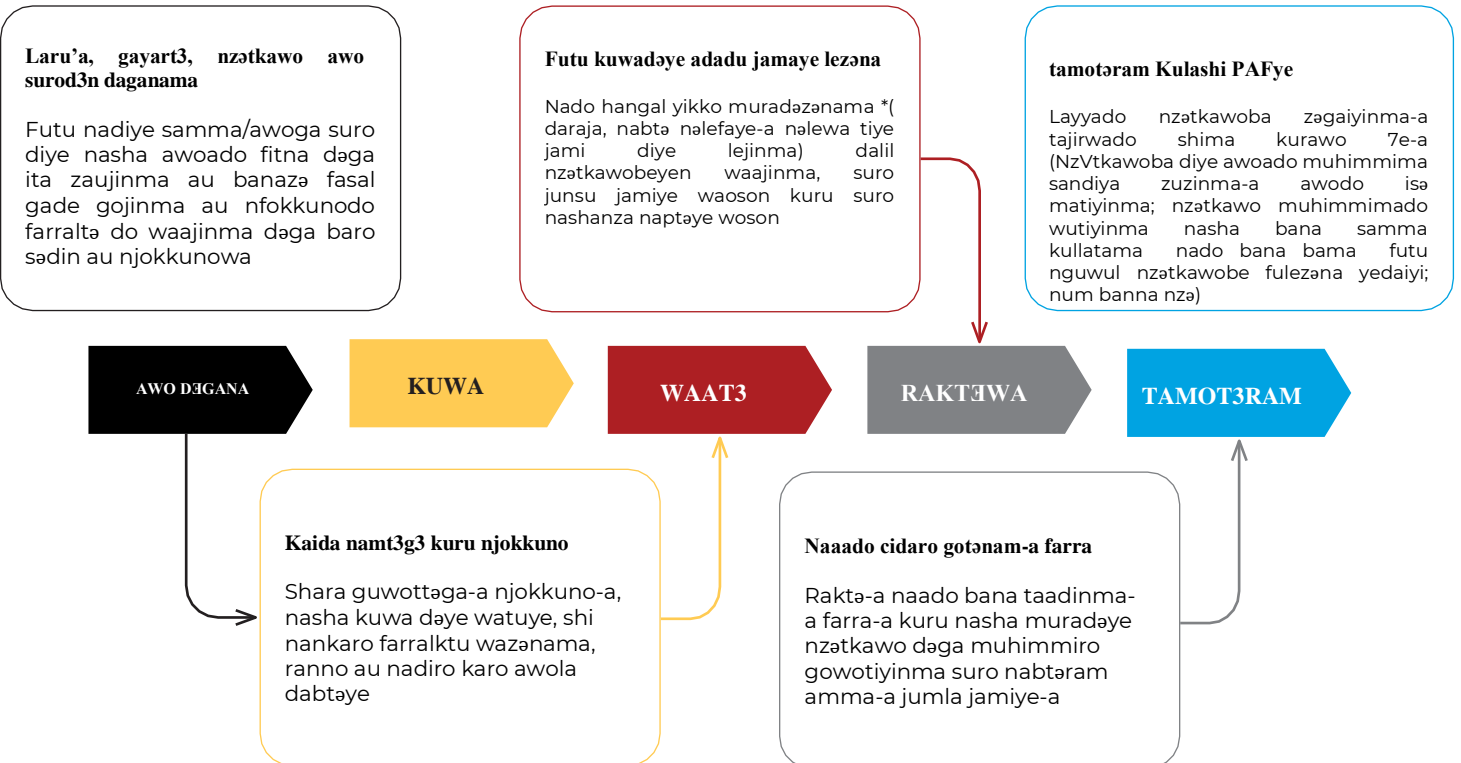 Laru’a, gayart3, nzətkawo awo
surod3n daganama
Futu nadiye samma/awoga suro
diye nasha awoado fitna dəga
ita zaujinma au banazə fasal
gade gojinma au nfokkunodo
farraltə do waajinma dəga baro
sədin au njokkunowa
Futu kuwadəye adadu jamaye lezəna
Nado hangal yikko muradəzənama *(
daraja, nabtə nəlefaye-a nəlewa tiye
jami diye lejinma) dalil
nzətkawobeyen waajinma, suro
junsu jamiye waoson kuru suro
nashanza naptəye woson
tamotəram Kulashi PAFye
Layyado nzətkawoba zəgaiyinma-a
tajirwado shima kurawo 7e-a
(NzVtkawoba diye awoado muhimmima
sandiya zuzinma-a awodo isə
matiyinma; nzətkawo muhimmimado
wutiyinma nasha bana samma
kullatama nado bana bama futu
nguwul nzətkawobe fulezəna yedaiyi;
num banna nzə)
AWO DƎGANA
KUWA
WAAT3
RAKTƎWA
TAMOT3RAM
Kaida namt3g3 kuru njokkuno
Shara guwottəga-a njokkuno-a,
nasha kuwa dəye watuye, shi
nankaro farralktu wazənama,
ranno au nadiro karo awola
dabtəye
Naaado cidaro gotənam-a farra
Raktə-a naado bana taadinma-
a farra-a kuru nasha muradəye
nzətkawo dəga muhimmiro
gowotiyinma suro nabtəram
amma-a jumla jamiye-a